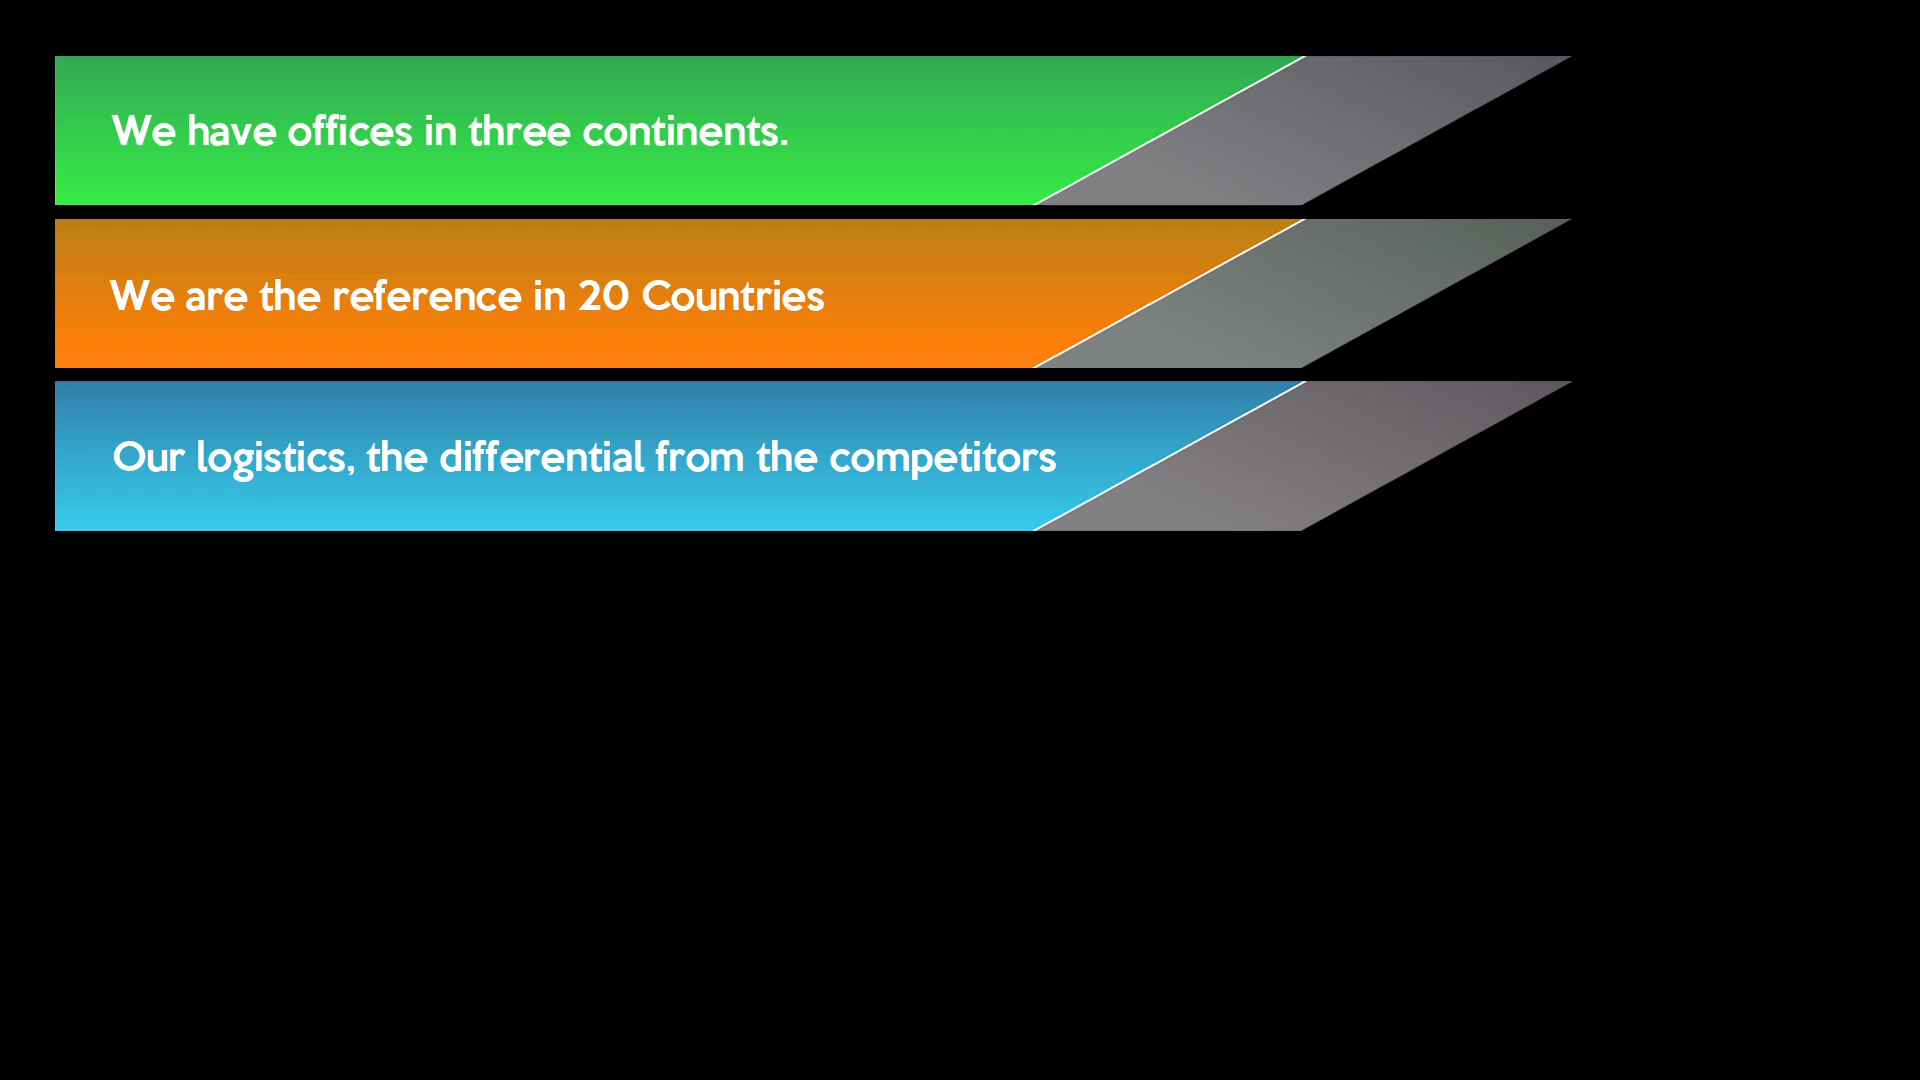 We have offices in three continents.
We are the reference in 20 Countries
Our logistics, the differential from the competitors